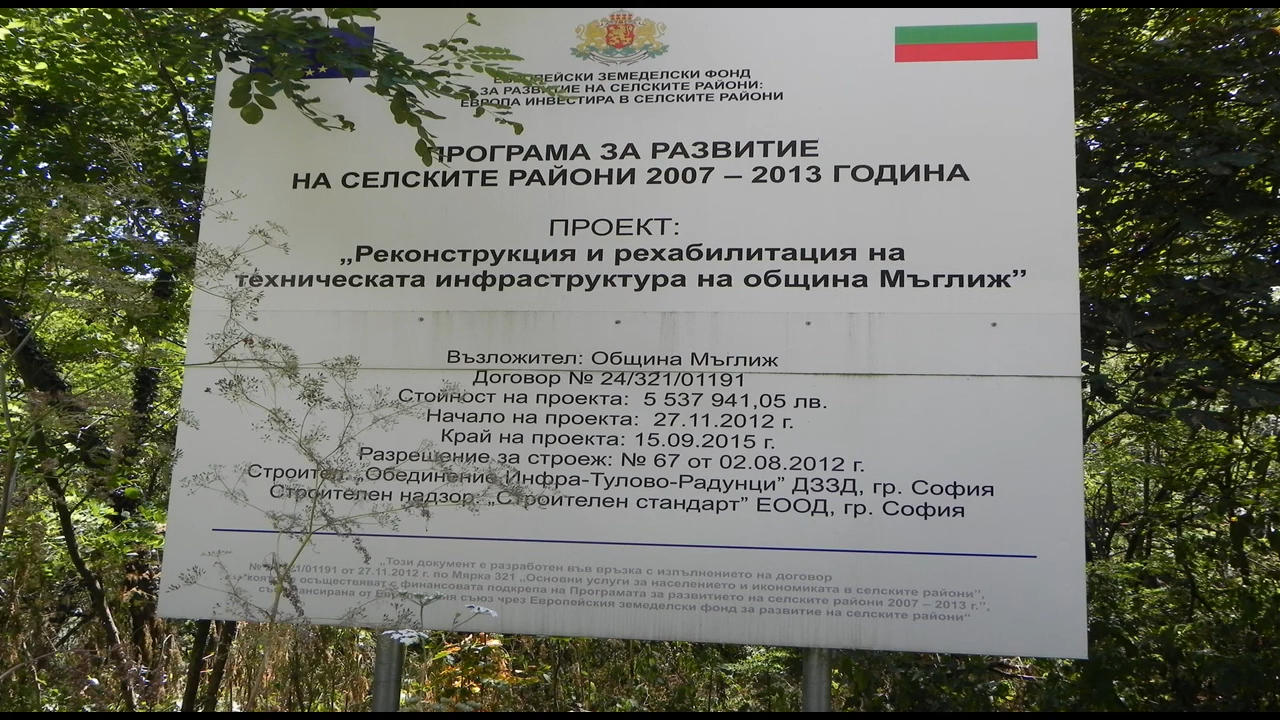 ЕВРОПЕЙСКИ ЗЕМЕДЕЛСКИ ФОНД
ЗА РАЗВИТИЕ НА СЕЛСКИТЕ РАЙОНИ:
ЕВРОПА ИНВЕСТИРА В СЕЛСКИТЕ РАЙОНИ
ПРОГРАМА ЗА РАЗВИТИЕ
НА СЕЛСКИТЕ РАЙОНИ 2007 – 2013 ГОДИНА
ПРОЕКТ:
„Реконструкция и рехабилитация на
техническата инфраструктура на община Мъглиж”
Възложител: Община Мъглиж
Договор № 24/321/01191
Стойност на проекта: 5 537 941,05 лв.
Начало на проекта: 27.11.2012 г.
Край на проекта: 15.09.2015 г.
Разрешение за строеж: № 67 от 02.08.2012 г.
Строител: „Обединение Инфра-Тулово-Радунци” ДЗЗД, гр. София
Строителен надзор: „Строителен стандарт” ЕООД, гр. София
„Този документ е разработен във връзка с изпълнението на договор
№ 24/321/01191 от 27.11.2012 г. по Мярка 321 „Основни услуги за населението и икономиката в селските райони”,
осъществяват с финансовата подкрепа на Програмата за развитието на селските райони 2007 – 2013 г.”,
съфинансирана от Европейския съюз чрез Европейския земеделски фонд за развитие на селските райони”